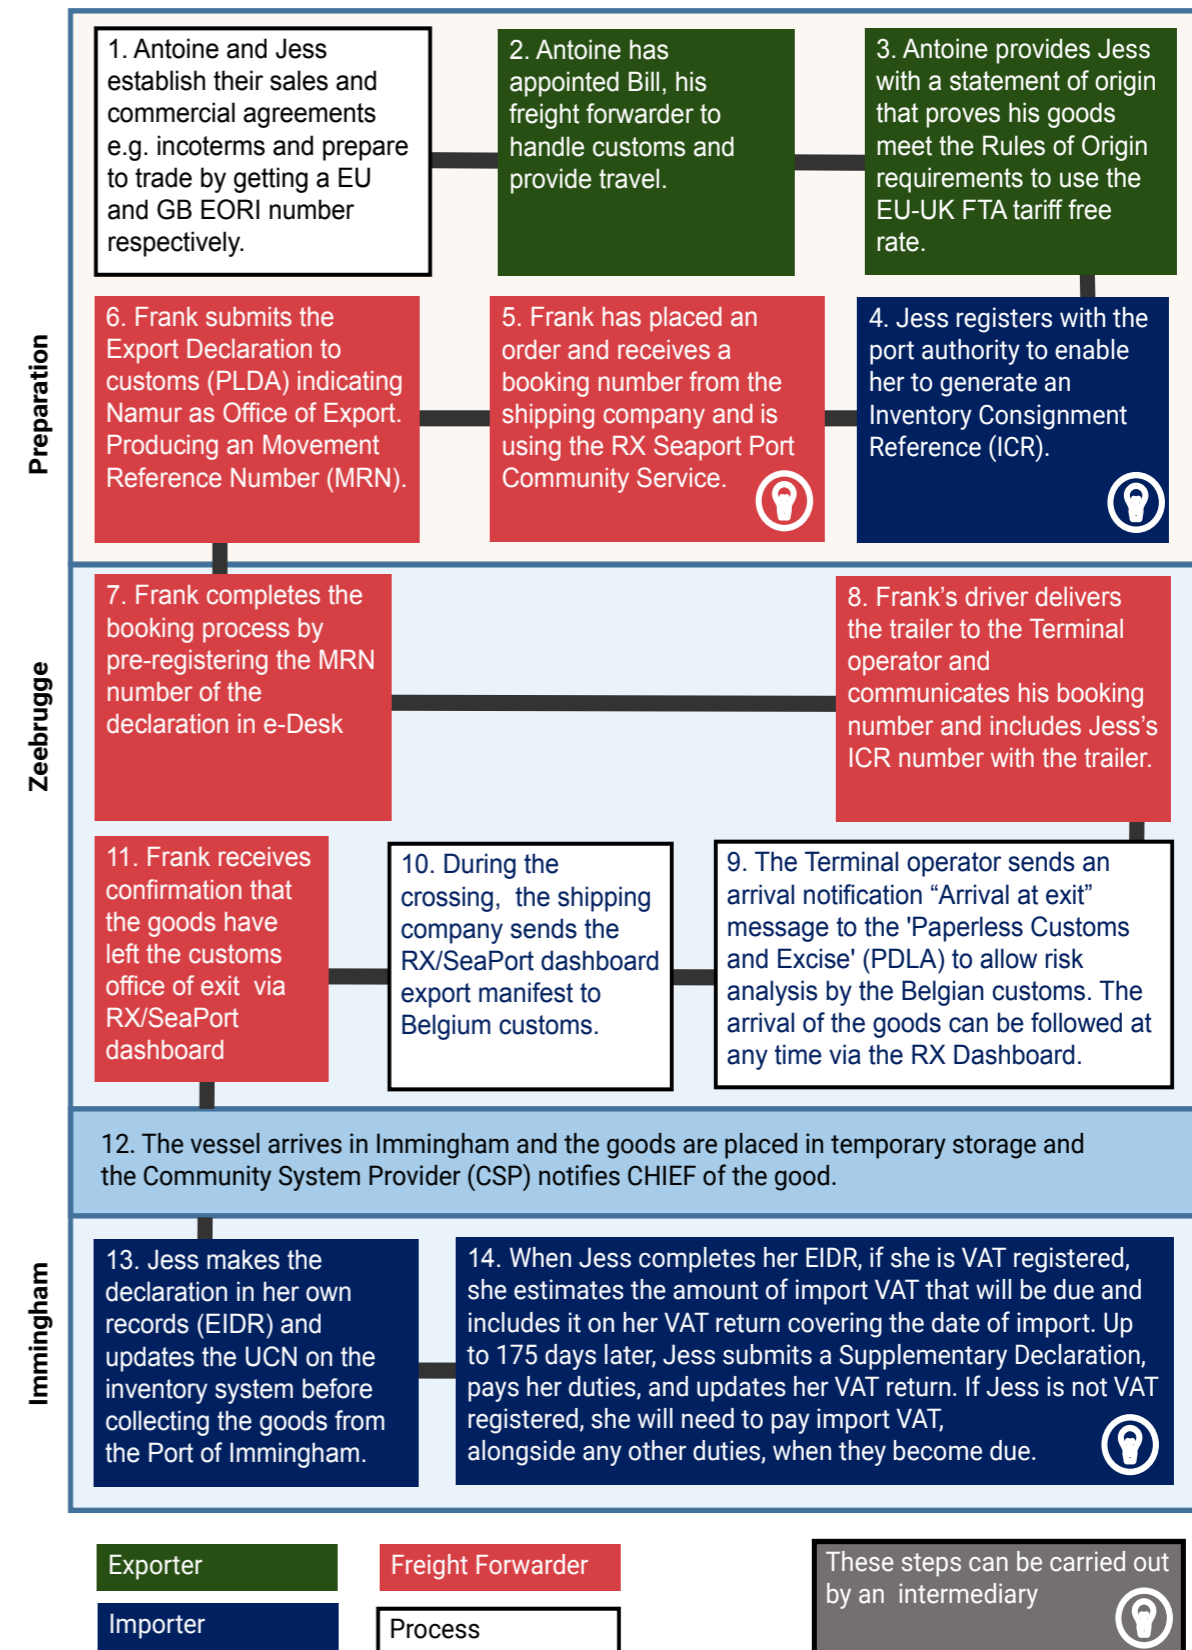 Preparation
1. Antoine and Jess
establish their sales and
commercial agreements
e.g. incoterms and prepare
to trade by getting a EU
and GB EORI number
respectively.
2. Antoine has
appointed Bill, his
freight forwarder to
handle customs and
provide travel.
3. Antoine provides Jess
with a statement of origin
that proves his goods
meet the Rules of Origin
requirements to use the
EU-UK FTA tariff free
rate.
4. Jess registers with the
port authority to enable
her to generate an
Inventory Consignment
Reference (ICR).
5. Frank has placed an
order and receives a
booking number from the
shipping company and is
using the RX Seaport Port
Community Service.
6. Frank submits the
Export Declaration to
customs (PLDA) indicating
Namur as Office of Export.
Producing an Movement
Reference Number (MRN).
Zeebrugge
7. Frank completes the
booking process by
pre-registering the MRN
number of the
declaration in e-Desk
8. Frank’s driver delivers
the trailer to the Terminal
operator and
communicates his booking
number and includes Jess’s
ICR number with the trailer.
9. The Terminal operator sends an
arrival notification “Arrival at exit”
message to the 'Paperless Customs
and Excise' (PDLA) to allow risk
analysis by the Belgian customs. The
arrival of the goods can be followed at
any time via the RX Dashboard.
10. During the
crossing, the shipping
company sends the
RX/SeaPort dashboard
export manifest to
Belgium customs.
11. Frank receives
confirmation that
the goods have
left the customs
office of exit via
RX/SeaPort
dashboard
12. The vessel arrives in Immingham and the goods are placed in temporary storage and
the Community System Provider (CSP) notifies CHIEF of the good.
Immingham
13. Jess makes the
declaration in her own
records (EIDR) and
updates the UCN on the
inventory system before
collecting the goods from
the Port of Immingham.
14. When Jess completes her EIDR, if she is VAT registered,
she estimates the amount of import VAT that will be due and
includes it on her VAT return covering the date of import. Up
to 175 days later, Jess submits a Supplementary Declaration,
pays her duties, and updates her VAT return. If Jess is not VAT
registered, she will need to pay import VAT,
alongside any other duties, when they become due.
Exporter
Freight Forwarder
Importer
Process
These steps can be carried out
by an intermediary